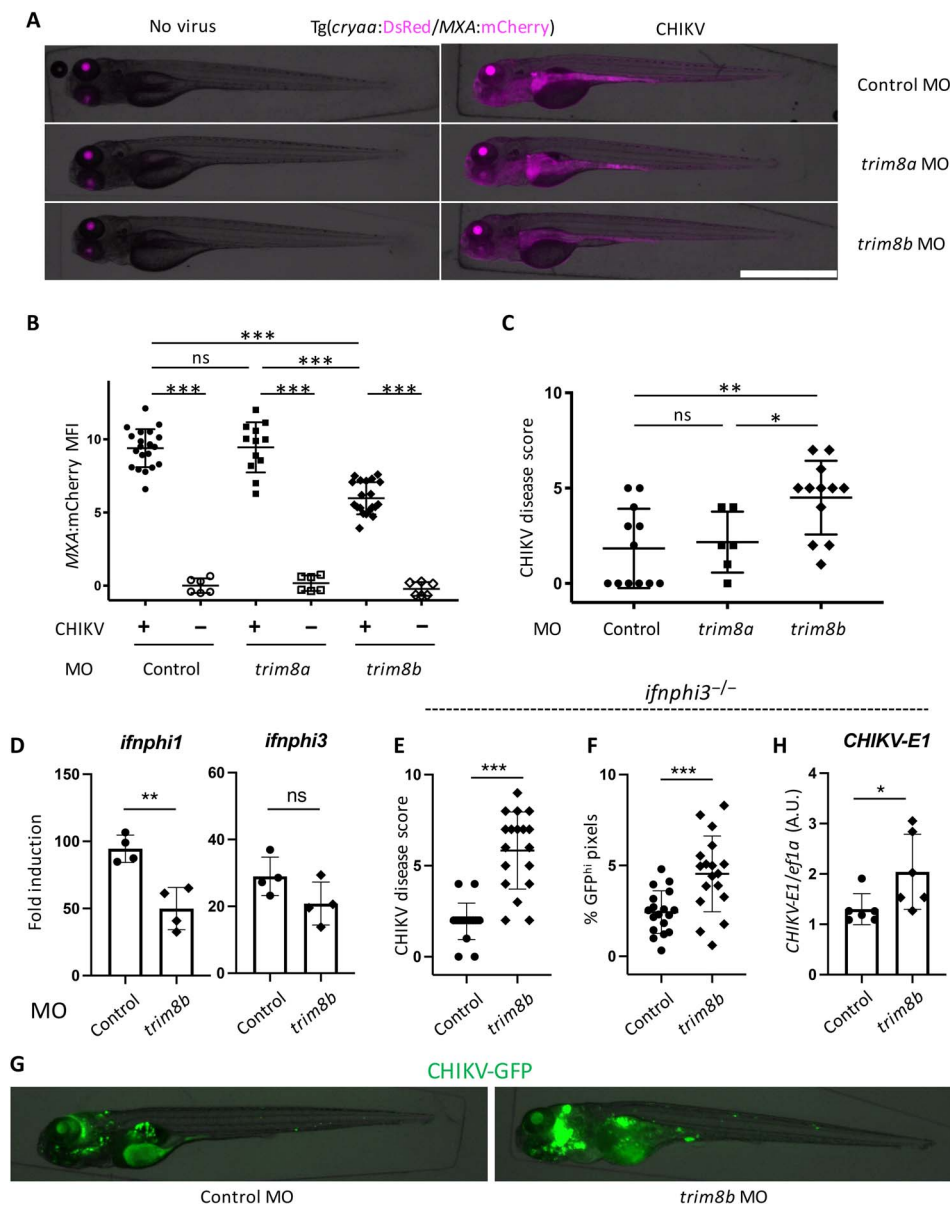 A
No virus
Tg(cryaa:DsRed/MXA:mCherry)
CHIKV
Control MO
trim8a MO
trim8b MO
B
***
ns
***
***
***
***
MXA:mCherry MFI
10
5
0
CHIKV
+
−
+
−
+
−
MO
Control
trim8a
trim8b
C
**
ns
*
CHIKV disease score
10
5
0
MO
Control
trim8a
trim8b
ifnphi3−/−
D
ifnphi1
Fold induction
150
100
50
0
**
ifnphi3
60
40
20
0
ns
MO
Control
trim8b
Control
trim8b
E
CHIKV disease score
10
5
0
***
Control
trim8b
F
% GFPhi pixels
10
5
0
***
Control
trim8b
H
CHIKV-E1
CHIKV-E1/ef1a (A.U.)
4
3
2
1
0
*
Control
trim8b
G
CHIKV-GFP
Control MO
trim8b MO